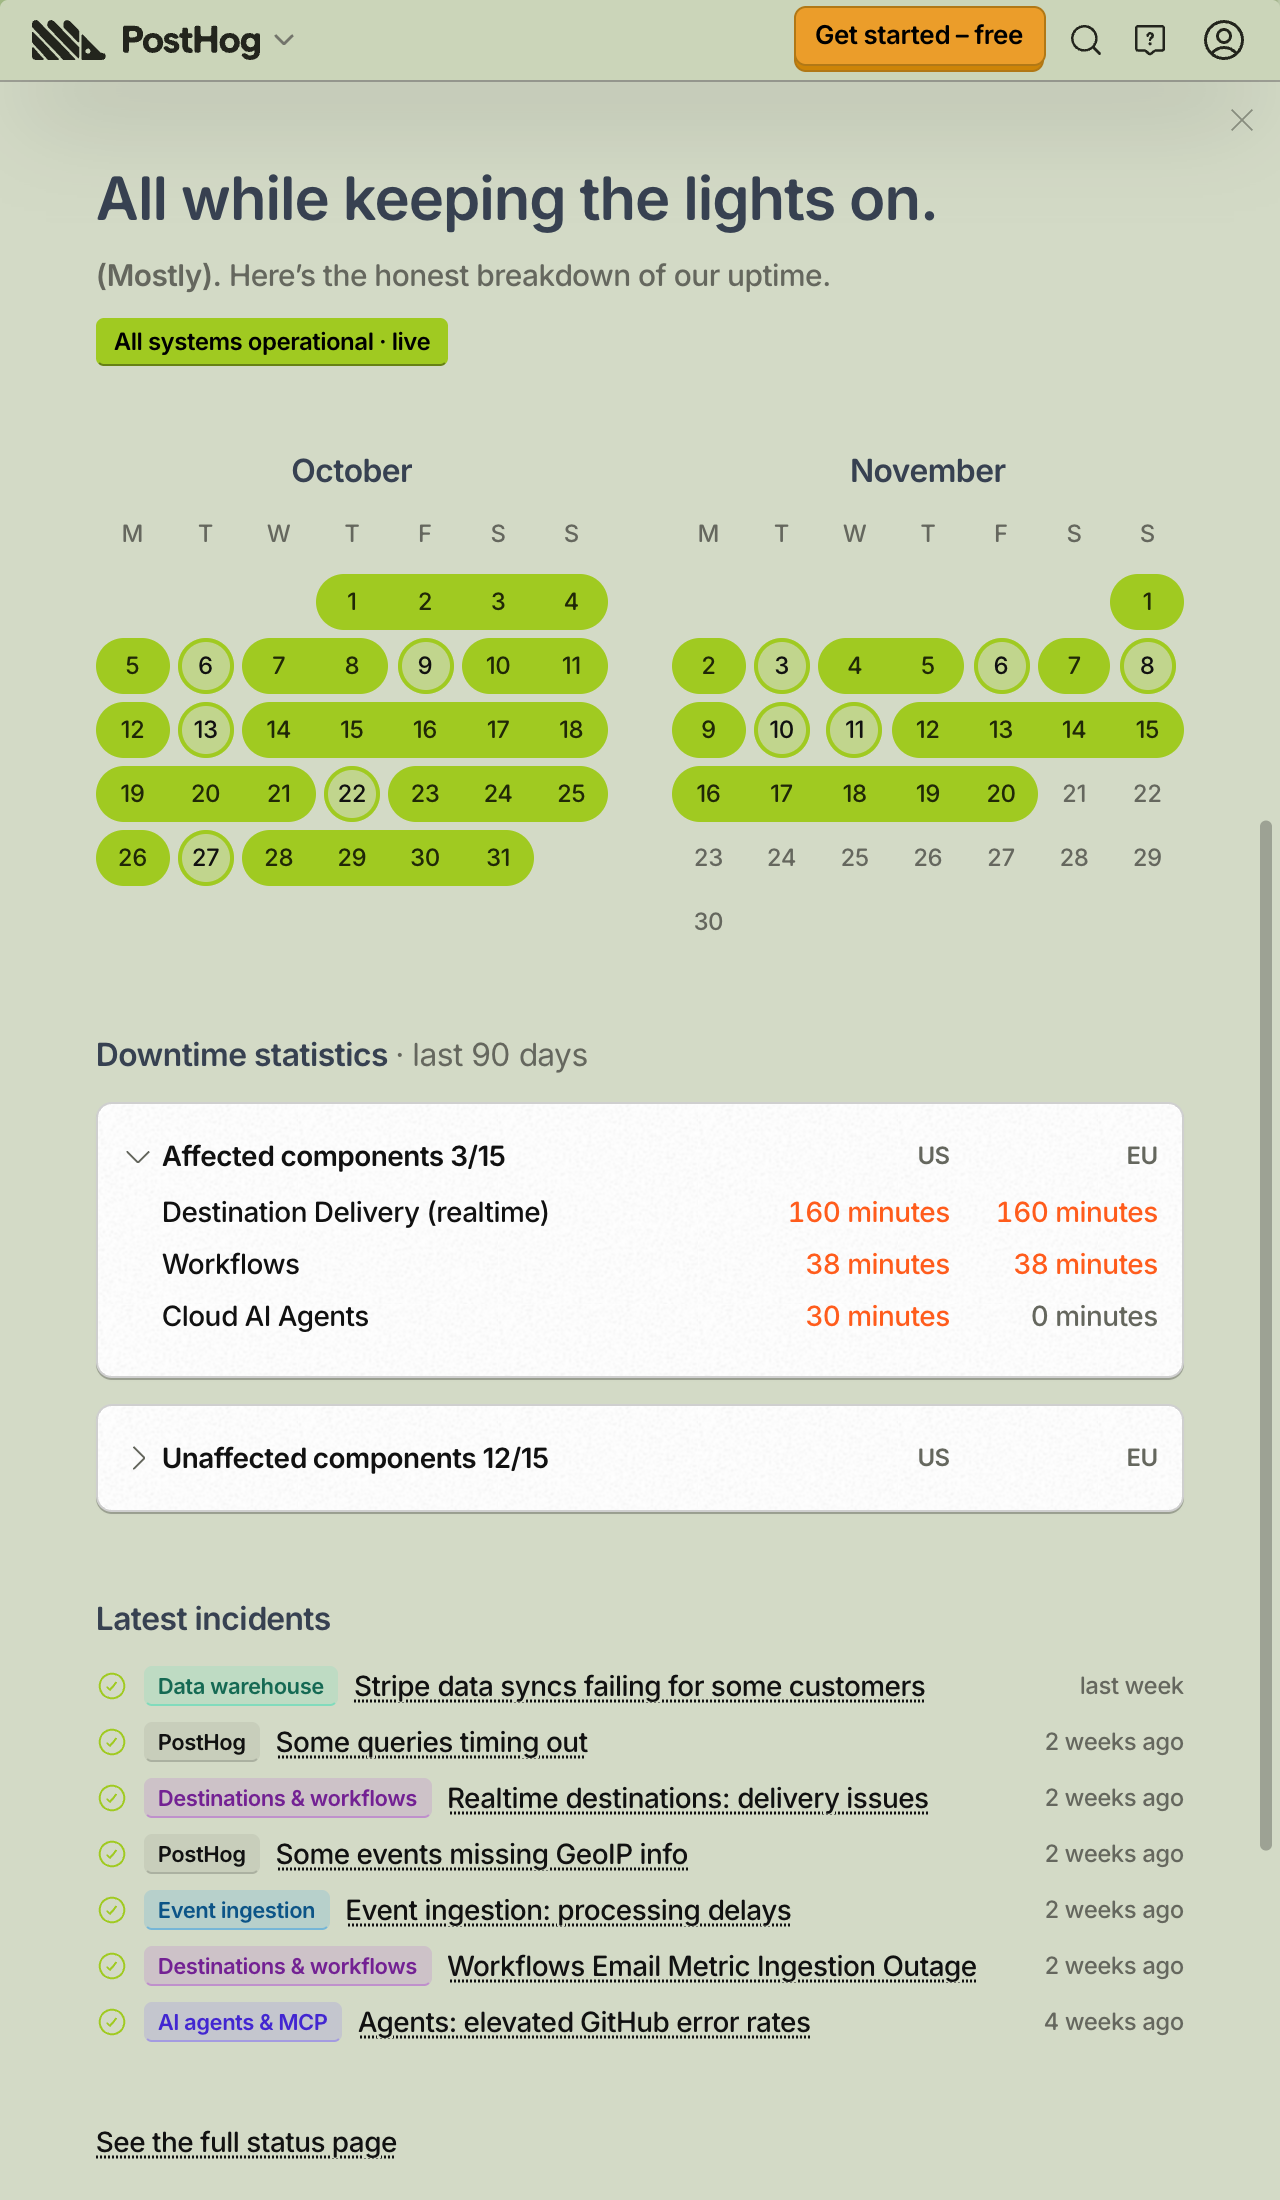 PostHog
Get started – free
All while keeping the lights on.
(Mostly). Here’s the honest breakdown of our uptime.
All systems operational · live
October
M T W T F S S
1 2 3 4
5 6 7 8 9 10 11
12 13 14 15 16 17 18
19 20 21 22 23 24 25
26 27 28 29 30 31
November
M T W T F S S
1
2 3 4 5 6 7 8
9 10 11 12 13 14 15
16 17 18 19 20 21 22
23 24 25 26 27 28 29
30
Downtime statistics · last 90 days
Affected components 3/15 US EU
Destination Delivery (realtime) 160 minutes 160 minutes
Workflows 38 minutes 38 minutes
Cloud AI Agents 30 minutes 0 minutes
Unaffected components 12/15 US EU
Latest incidents
Data warehouse Stripe data syncs failing for some customers last week
PostHog Some queries timing out 2 weeks ago
Destinations & workflows Realtime destinations: delivery issues 2 weeks ago
PostHog Some events missing GeoIP info 2 weeks ago
Event ingestion Event ingestion: processing delays 2 weeks ago
Destinations & workflows Workflows Email Metric Ingestion Outage 2 weeks ago
AI agents & MCP Agents: elevated GitHub error rates 4 weeks ago
See the full status page